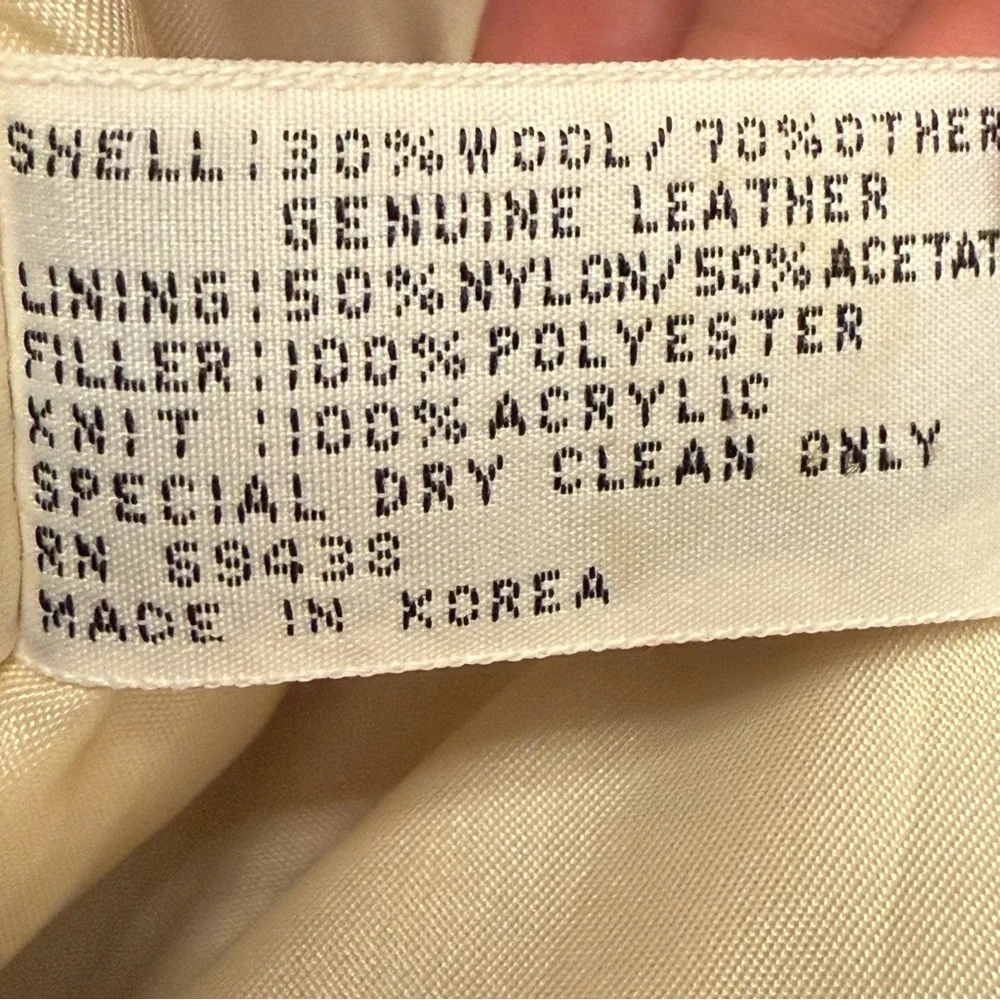 SHELL:30%WOOL/70%OTHER
GENUINE LEATHER
LINING:50%NYLON/50%ACETAT
FILLER:100%POLYESTER
KNIT :100%ACRYLIC
SPECIAL DRY CLEAN ONLY
RN 69438
MADE IN KOREA